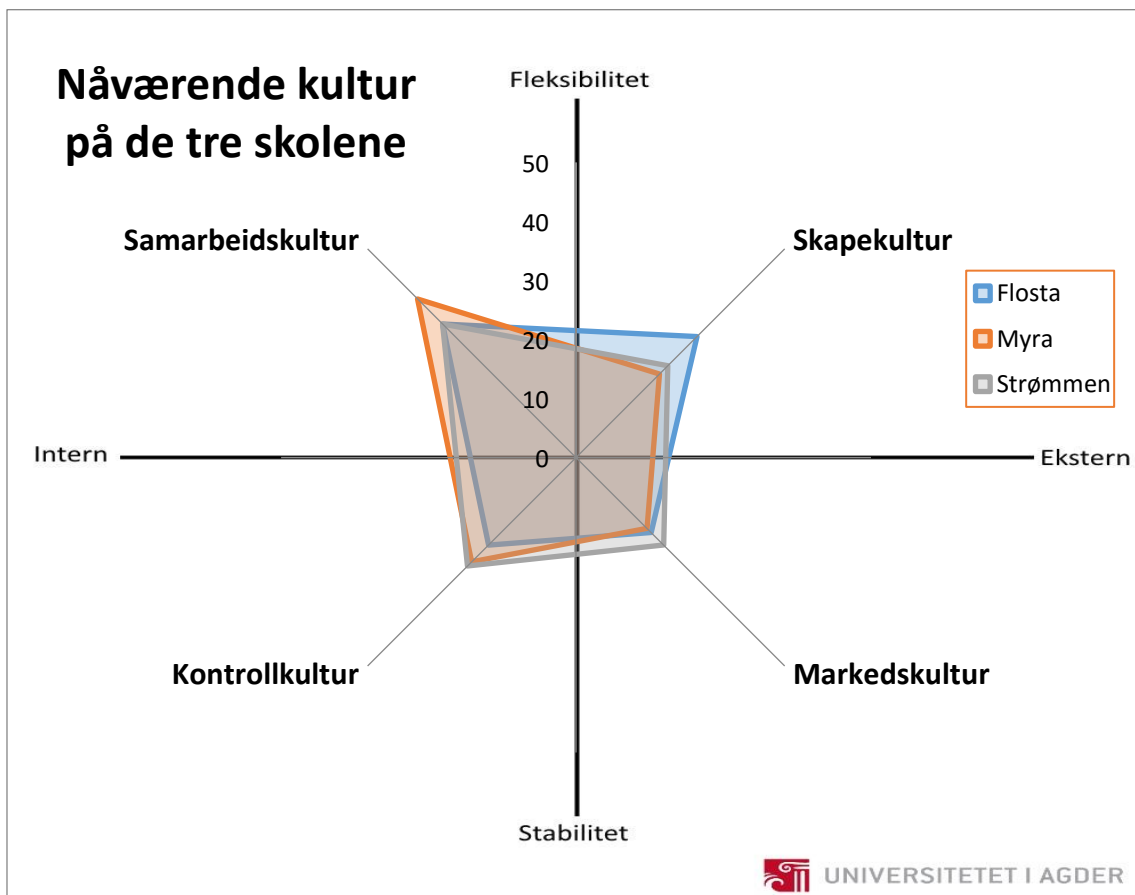 Nåværende kultur
på de tre skolene
Fleksibilitet
50
40
30
20
10
0
Samarbeidskultur
Skapekultur
Flosta
Myra
Strømmen
Intern
Ekstern
Kontrollkultur
Markedskultur
Stabilitet
UNIVERSITETET I AGDER